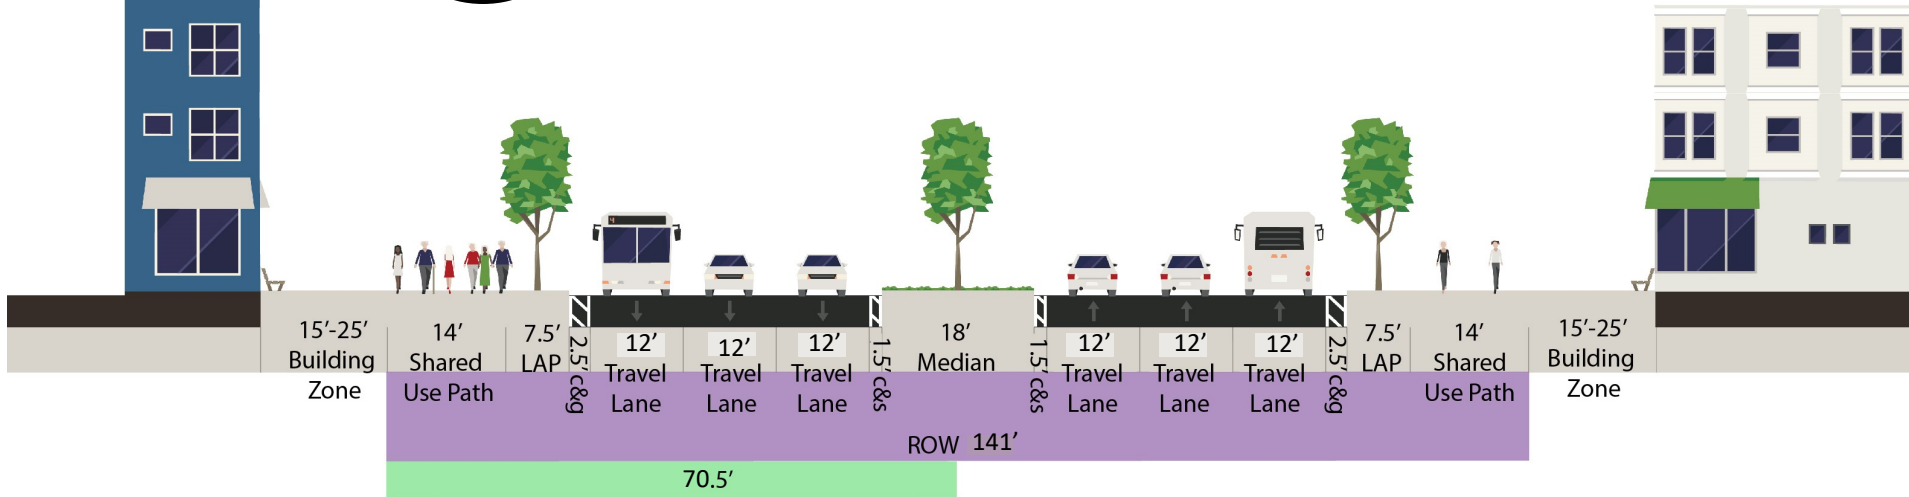 15’-25’
Building
Zone
14’
Shared
Use Path
7.5’
LAP
2.5’ c&g
12’
Travel
Lane
12’
Travel
Lane
12’
Travel
Lane
1.5’ c&s
18’
Median
1.5’ c&s
12’
Travel
Lane
12’
Travel
Lane
12’
Travel
Lane
2.5’ c&g
7.5’
LAP
14’
Shared
Use Path
15’-25’
Building
Zone
ROW 141’
70.5’